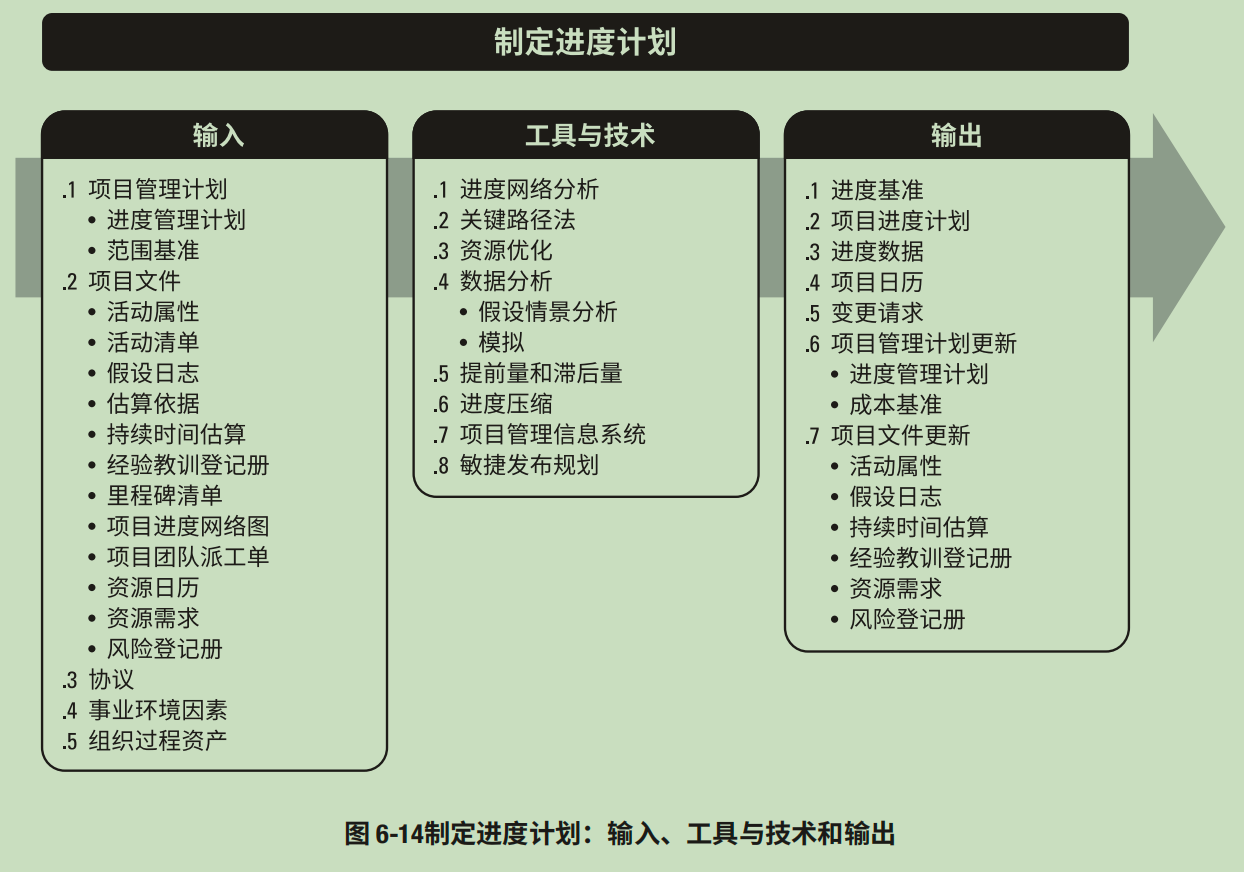 制定进度计划
输入
.1 项目管理计划
• 进度管理计划
• 范围基准
.2 项目文件
• 活动属性
• 活动清单
• 假设日志
• 估算依据
• 持续时间估算
• 经验教训登记册
• 里程碑清单
• 项目进度网络图
• 项目团队派工单
• 资源日历
• 资源需求
• 风险登记册
.3 协议
.4 事业环境因素
.5 组织过程资产
工具与技术
.1 进度网络分析
.2 关键路径法
.3 资源优化
.4 数据分析
• 假设情景分析
• 模拟
.5 提前量和滞后量
.6 进度压缩
.7 项目管理信息系统
.8 敏捷发布规划
输出
.1 进度基准
.2 项目进度计划
.3 进度数据
.4 项目日历
.5 变更请求
.6 项目管理计划更新
• 进度管理计划
• 成本基准
.7 项目文件更新
• 活动属性
• 假设日志
• 持续时间估算
• 经验教训登记册
• 资源需求
• 风险登记册
图 6-14制定进度计划：输入、工具与技术和输出